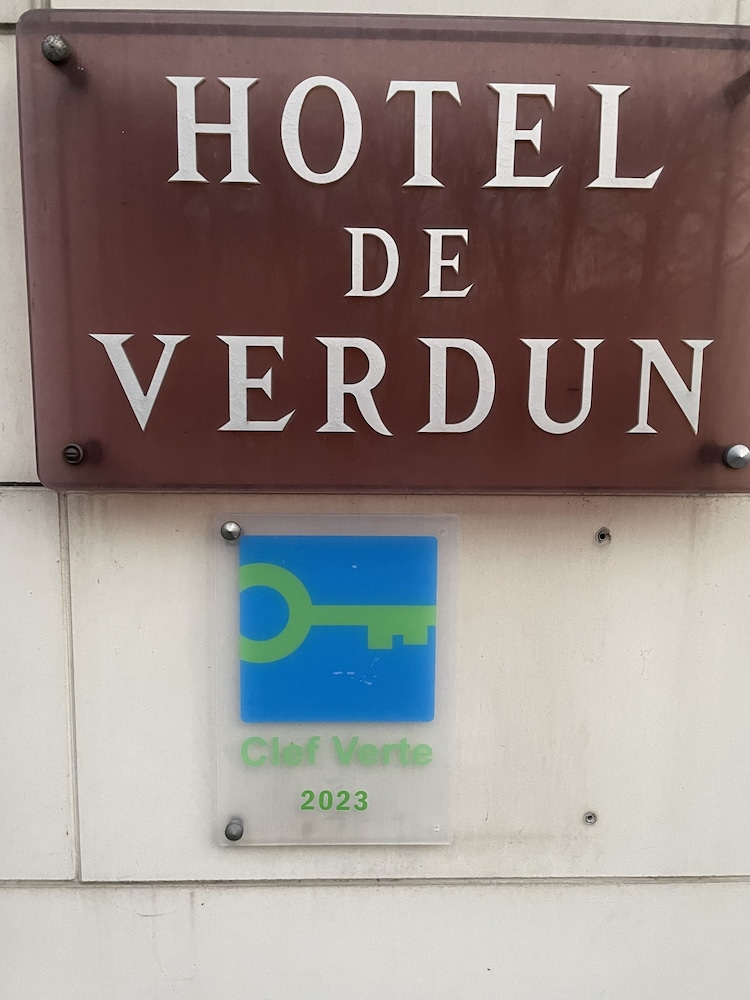 HOTEL
DE
VERDUN
Clef Verte
2023